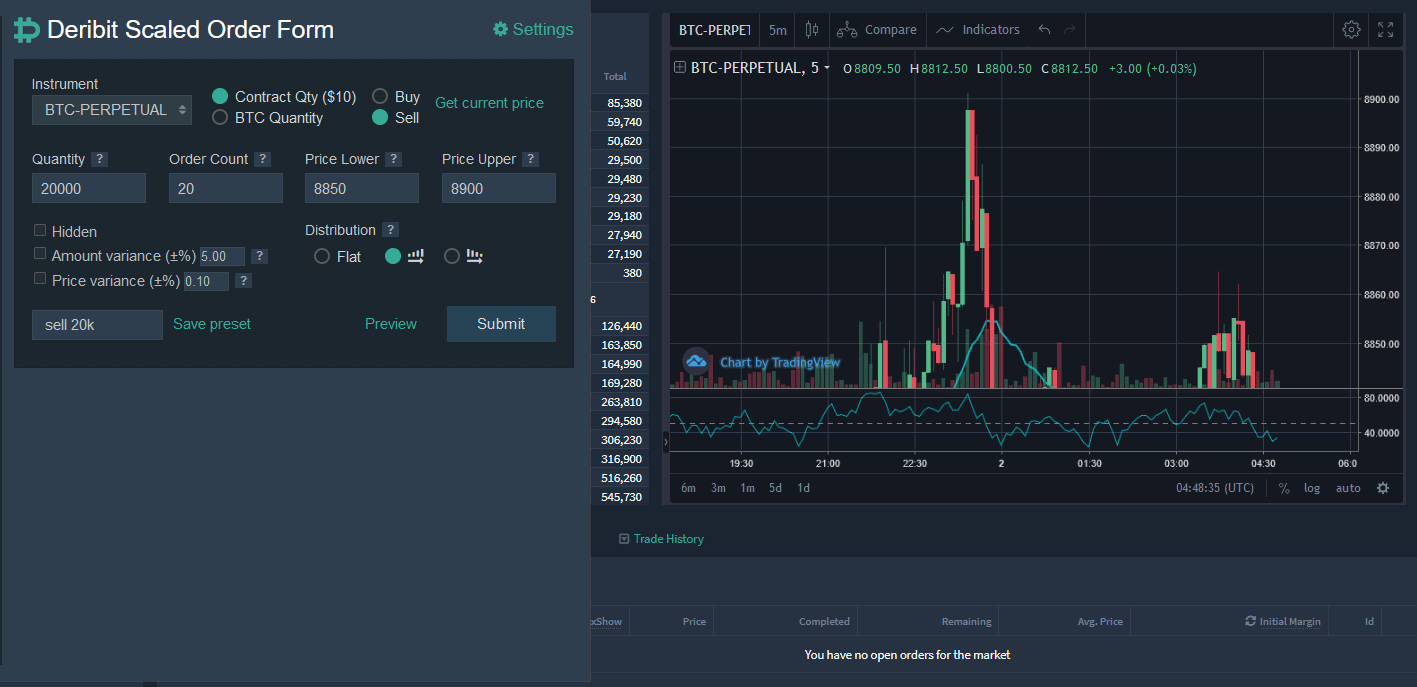 Deribit Scaled Order Form
Settings
Instrument
BTC-PERPETUAL
Contract Qty ($10)
BTC Quantity
Buy
Sell
Get current price
Quantity ?
Order Count ?
Price Lower ?
Price Upper ?
20000
20
8850
8900
Hidden
Amount variance (±%) 5.00 ?
Price variance (±%) 0.10 ?
Distribution ?
Flat
sell 20k
Save preset
Preview
Submit
Total
85,380
59,740
50,620
29,500
29,480
29,230
29,180
27,940
27,190
380
6
126,440
163,850
164,990
169,280
263,810
294,580
306,230
316,900
516,260
545,730
BTC-PERPET
5m
Compare
Indicators
BTC-PERPETUAL, 5
O8809.50 H8812.50 L8800.50 C8812.50 +3.00 (+0.03%)
8900.00
8890.00
8880.00
8870.00
8860.00
8850.00
Chart by TradingView
80.0000
40.0000
19:30 21:00 22:30 2 01:30 03:00 04:30 06:0
6m 3m 1m 5d 1d
04:48:35 (UTC) % log auto
Trade History
xShow Price Completed Remaining Avg. Price Initial Margin Id
You have no open orders for the market